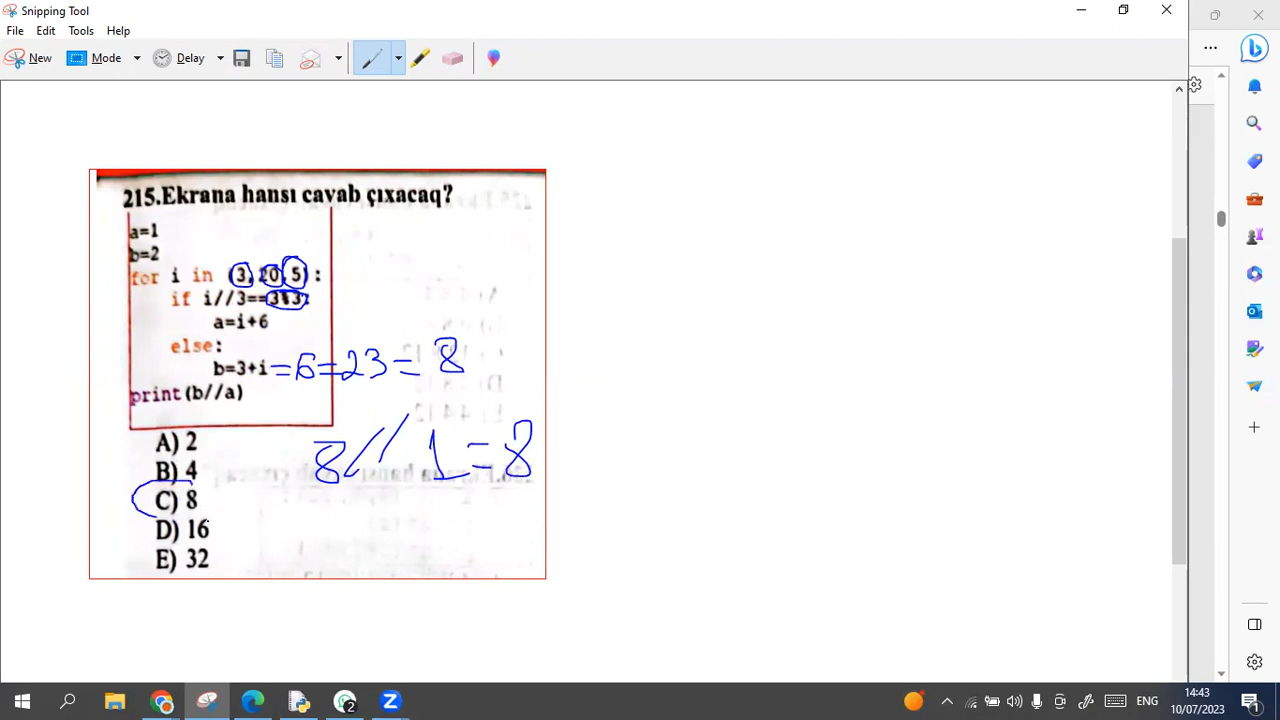 Snipping Tool
File Edit Tools Help
New Mode Delay
215.Ekrana hansı cavab çıxacaq?
a=1
b=2
for i in (3,20,5):
if i//3==3%3:
a=i+6
else:
b=3+i =6=23=8
print(b//a)
8//1=8
A) 2
B) 4
C) 8
D) 16
E) 32
ENG
14:43
10/07/2023